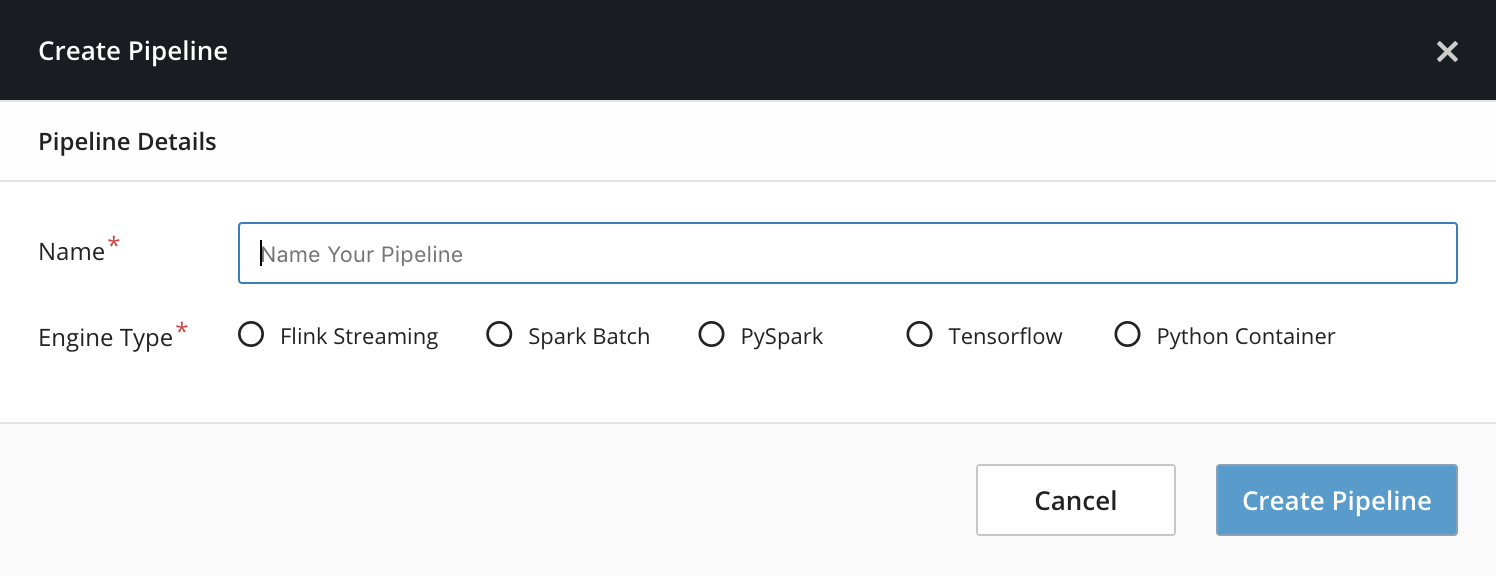 Create Pipeline
Pipeline Details
Name*
Name Your Pipeline
Engine Type*
Flink Streaming
Spark Batch
PySpark
Tensorflow
Python Container
Cancel
Create Pipeline